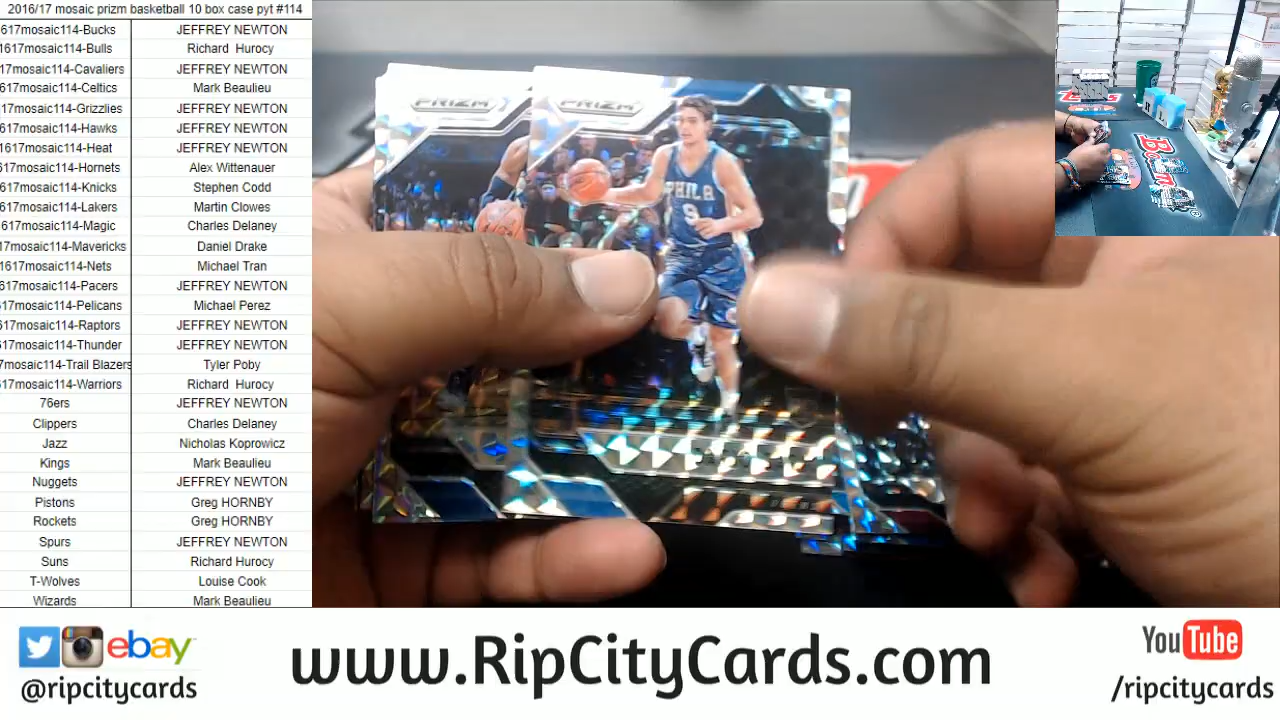 2016/17 mosaic prizm basketball 10 box case pyt #114
617mosaic114-Bucks JEFFREY NEWTON
1617mosaic114-Bulls Richard Hurocy
17mosaic114-Cavaliers JEFFREY NEWTON
617mosaic114-Celtics Mark Beaulieu
617mosaic114-Grizzlies JEFFREY NEWTON
617mosaic114-Hawks JEFFREY NEWTON
1617mosaic114-Heat JEFFREY NEWTON
617mosaic114-Hornets Alex Wittenauer
617mosaic114-Knicks Stephen Codd
617mosaic114-Lakers Martin Clowes
617mosaic114-Magic Charles Delaney
17mosaic114-Mavericks Daniel Drake
1617mosaic114-Nets Michael Tran
617mosaic114-Pacers JEFFREY NEWTON
617mosaic114-Pelicans Michael Perez
617mosaic114-Raptors JEFFREY NEWTON
617mosaic114-Thunder JEFFREY NEWTON
7mosaic114-Trail Blazers Tyler Poby
617mosaic114-Warriors Richard Hurocy
76ers JEFFREY NEWTON
Clippers Charles Delaney
Jazz Nicholas Koprowicz
Kings Mark Beaulieu
Nuggets JEFFREY NEWTON
Pistons Greg HORNBY
Rockets Greg HORNBY
Spurs JEFFREY NEWTON
Suns Richard Hurocy
T-Wolves Louise Cook
Wizards Mark Beaulieu
PRIZM
PRIZM
PHILA
9
ebay
@ripcitycards
www.RipCityCards.com
YouTube
/ripcitycards